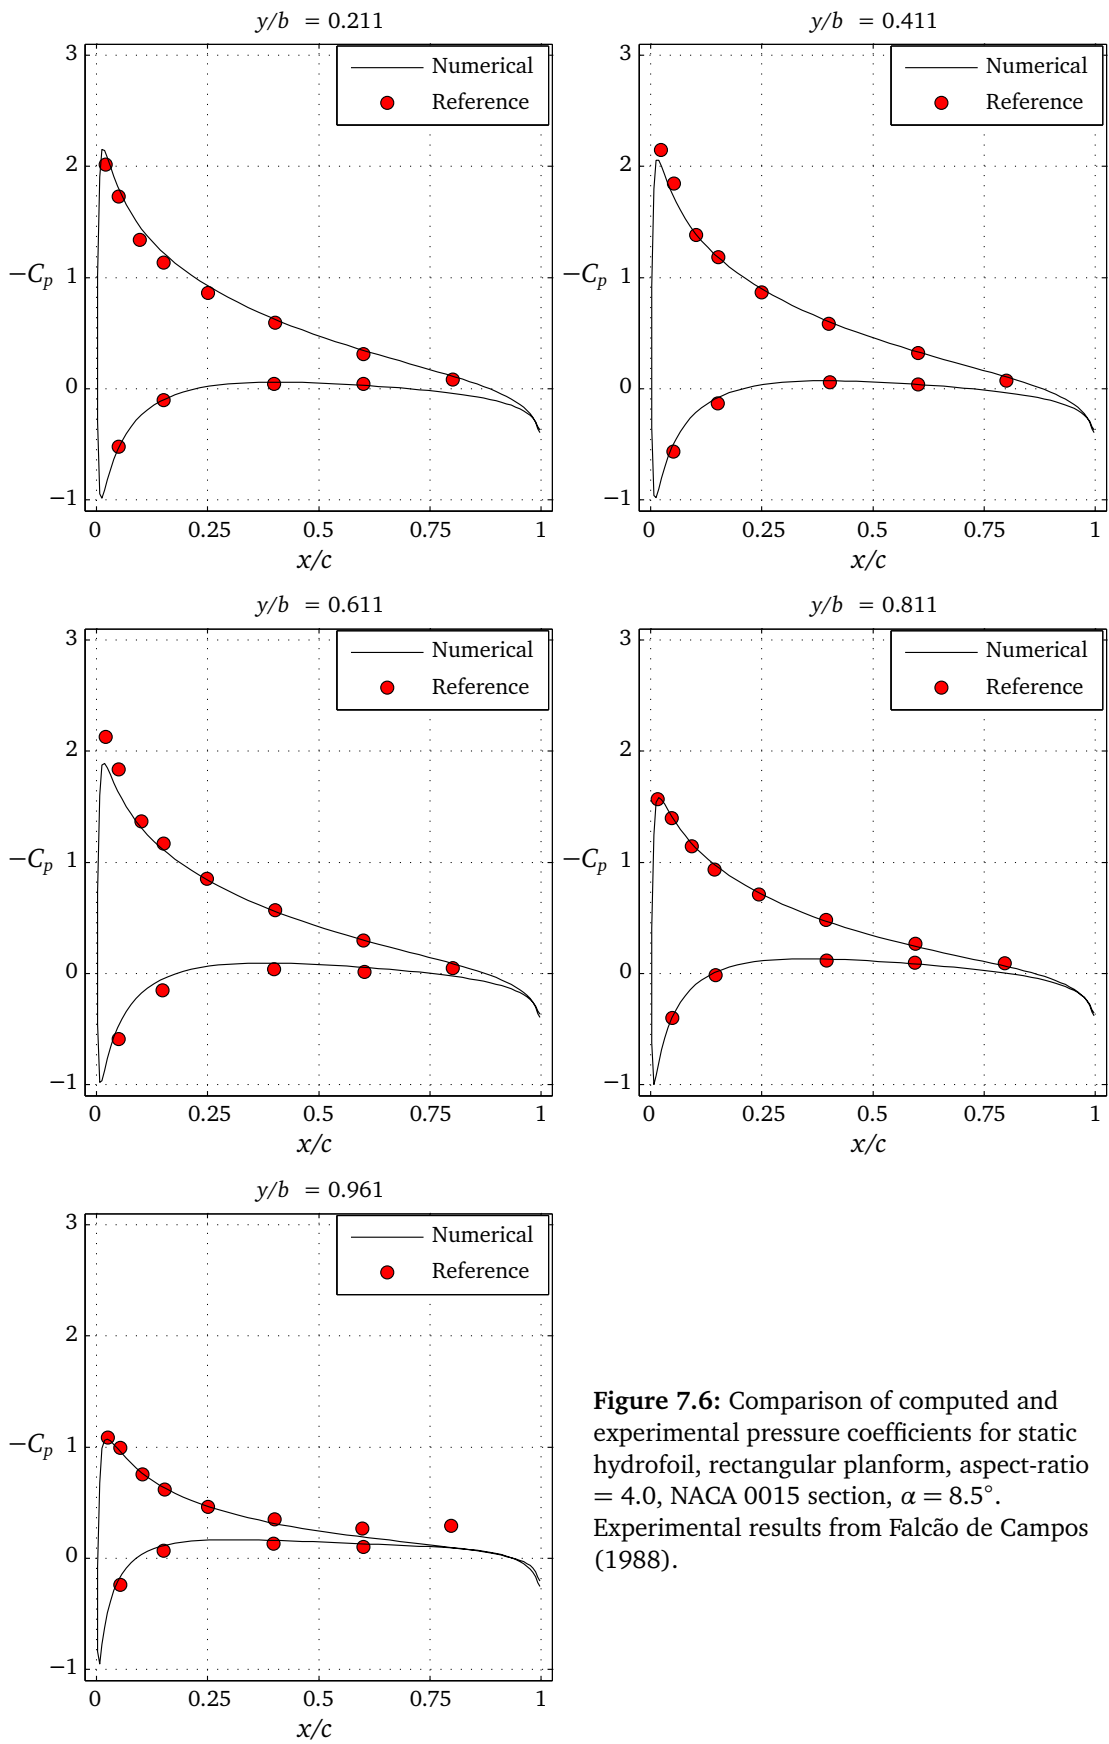 y/b = 0.211
3
2
1
0
−1
−Cp
Numerical
Reference
0 0.25 0.5 0.75 1
x/c
y/b = 0.411
3
2
1
0
−1
−Cp
Numerical
Reference
0 0.25 0.5 0.75 1
x/c
y/b = 0.611
3
2
1
0
−1
−Cp
Numerical
Reference
0 0.25 0.5 0.75 1
x/c
y/b = 0.811
3
2
1
0
−1
−Cp
Numerical
Reference
0 0.25 0.5 0.75 1
x/c
y/b = 0.961
3
2
1
0
−1
−Cp
Numerical
Reference
0 0.25 0.5 0.75 1
x/c
Figure 7.6: Comparison of computed and
experimental pressure coefficients for static
hydrofoil, rectangular planform, aspect-ratio
= 4.0, NACA 0015 section, α = 8.5°.
Experimental results from Falcão de Campos
(1988).